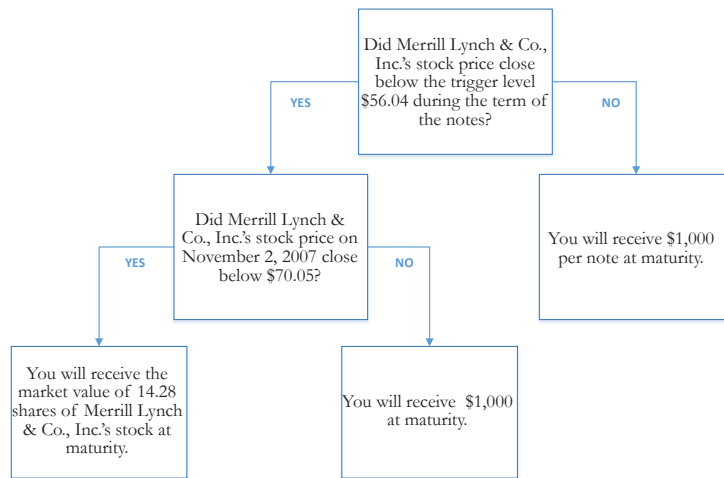 Did Merrill Lynch & Co.,
Inc.'s stock price close
below the trigger level
$56.04 during the term of
the notes?
YES
NO
Did Merrill Lynch &
Co., Inc.'s stock price on
November 2, 2007 close
below $70.05?
You will receive $1,000
per note at maturity.
YES
NO
You will receive the
market value of 14.28
shares of Merrill Lynch
& Co., Inc.'s stock at
maturity.
You will receive $1,000
at maturity.